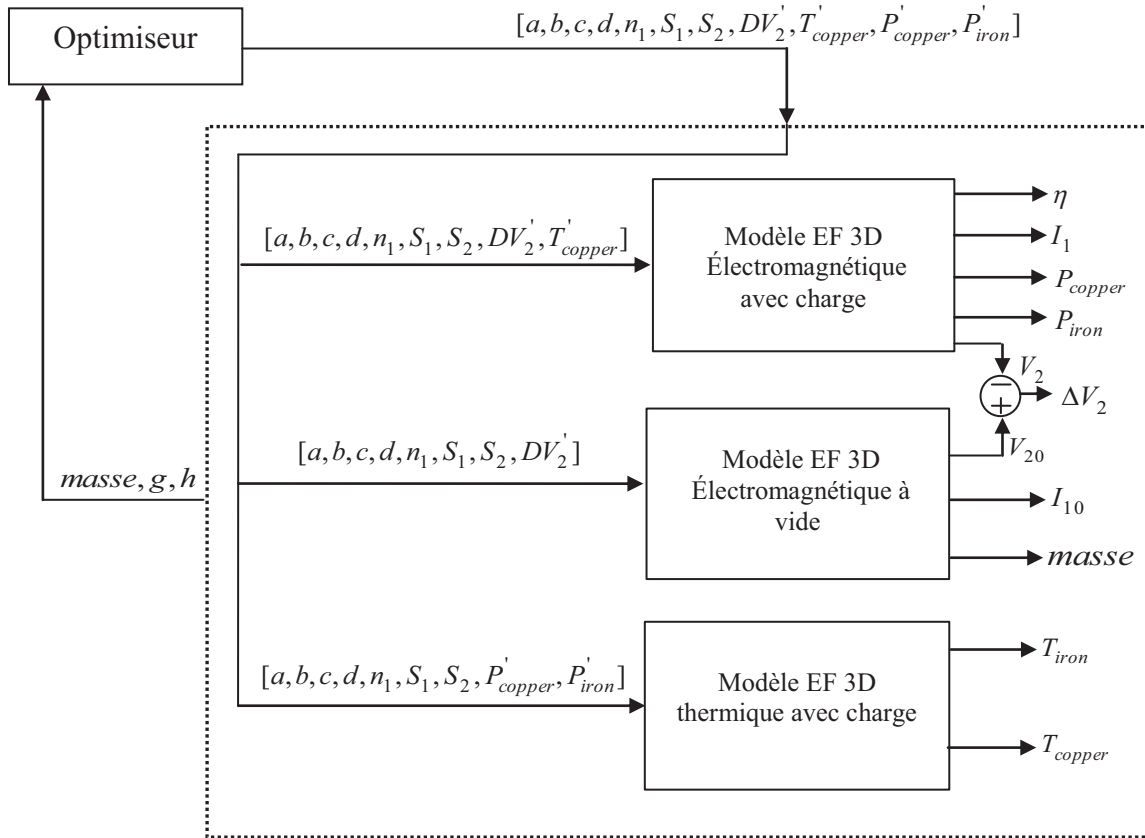 Optimiseur
[a, b, c, d, n₁, S₁, S₂, DV₂', T'copper, P'copper, P'iron]
[a, b, c, d, n₁, S₁, S₂, DV₂', T'copper]
Modèle EF 3D
Électromagnétique
avec charge
η
I₁
Pcopper
Piron
V₂
−
+
ΔV₂
V₂₀
[a, b, c, d, n₁, S₁, S₂, DV₂']
Modèle EF 3D
Électromagnétique à
vide
I₁₀
masse
masse, g, h
[a, b, c, d, n₁, S₁, S₂, P'copper, P'iron]
Modèle EF 3D
thermique avec charge
Tiron
Tcopper